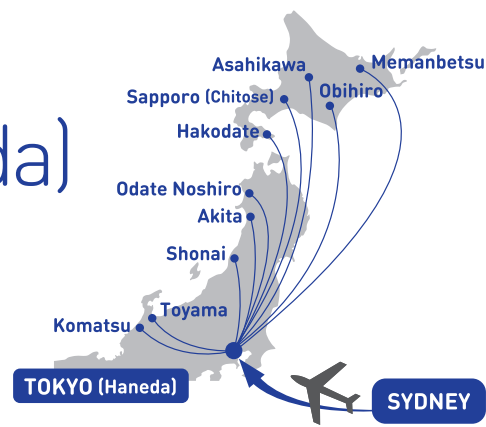 Memanbetsu
Asahikawa
Obihiro
Sapporo (Chitose)
Hakodate
da)
Odate Noshiro
Akita
Shonai
Toyama
Komatsu
TOKYO (Haneda)
SYDNEY